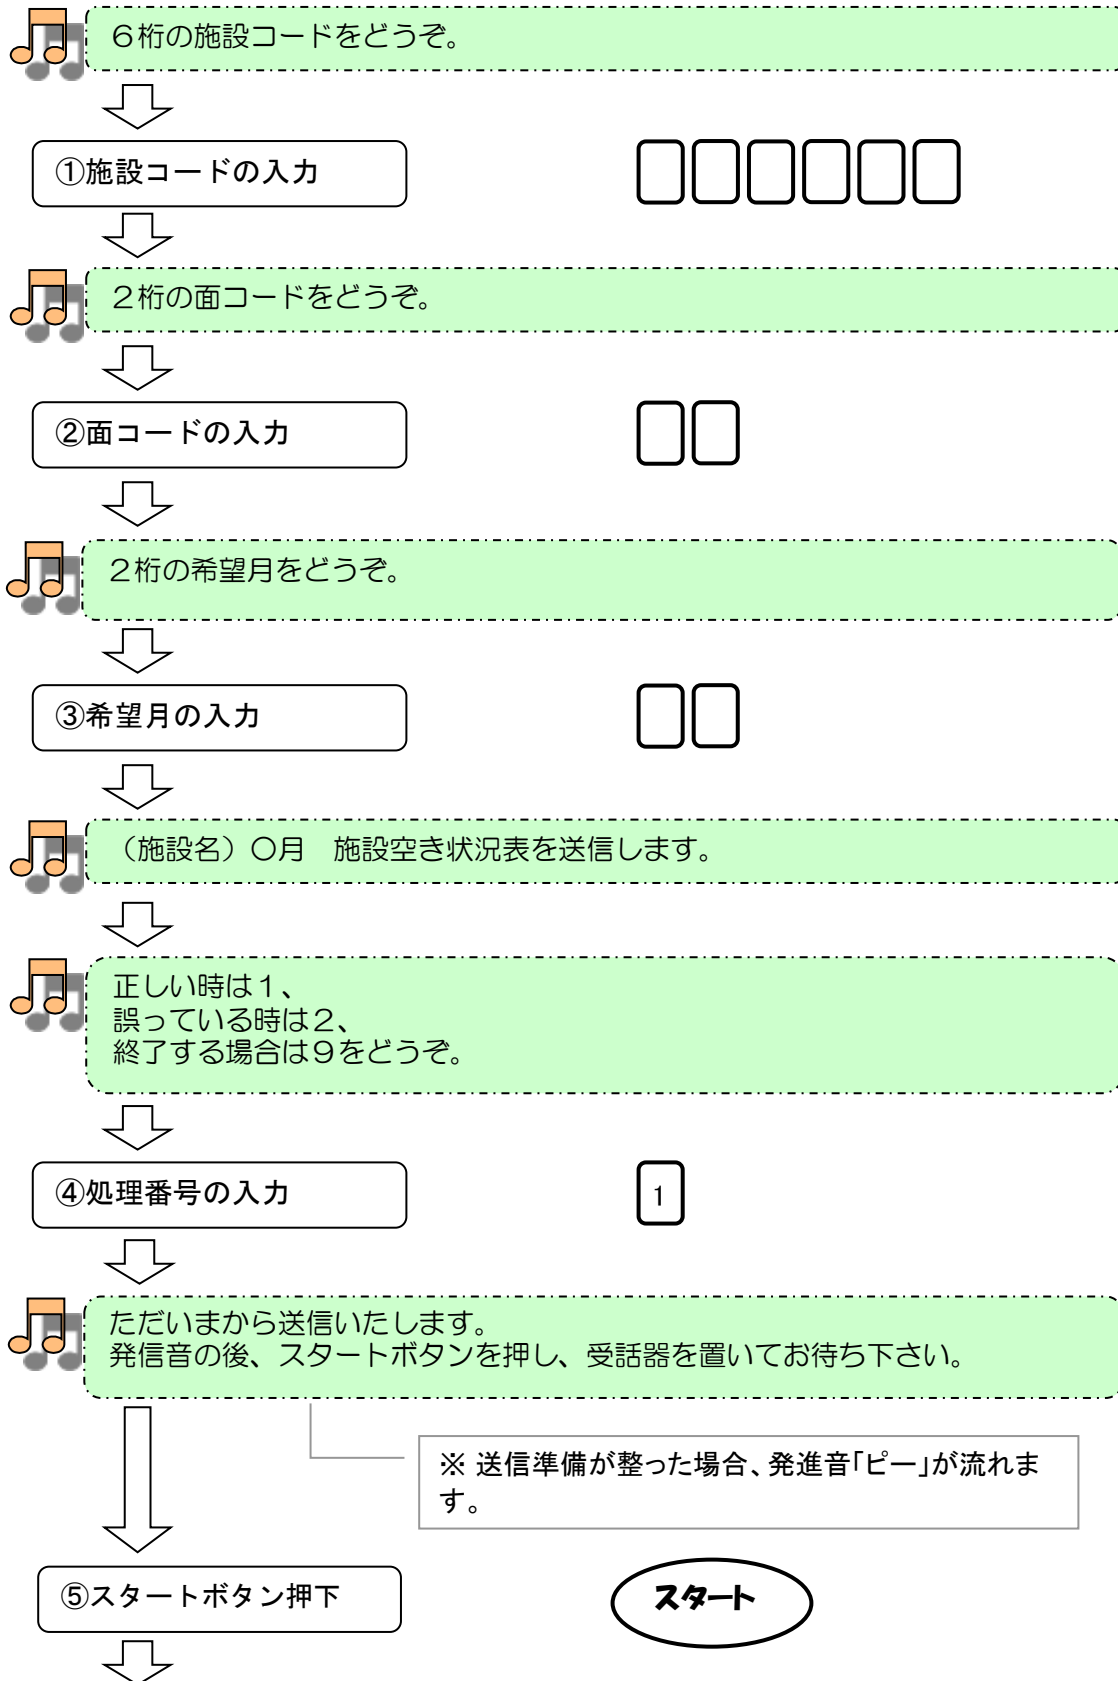 ６桁の施設コードをどうぞ。
①施設コードの入力
２桁の面コードをどうぞ。
②面コードの入力
２桁の希望月をどうぞ。
③希望月の入力
（施設名）〇月　施設空き状況表を送信します。
正しい時は１、
誤っている時は２、
終了する場合は９をどうぞ。
④処理番号の入力
1
ただいまから送信いたします。
発信音の後、スタートボタンを押し、受話器を置いてお待ち下さい。
※ 送信準備が整った場合、発進音｢ピー｣が流れま
す。
⑤スタートボタン押下
スタート